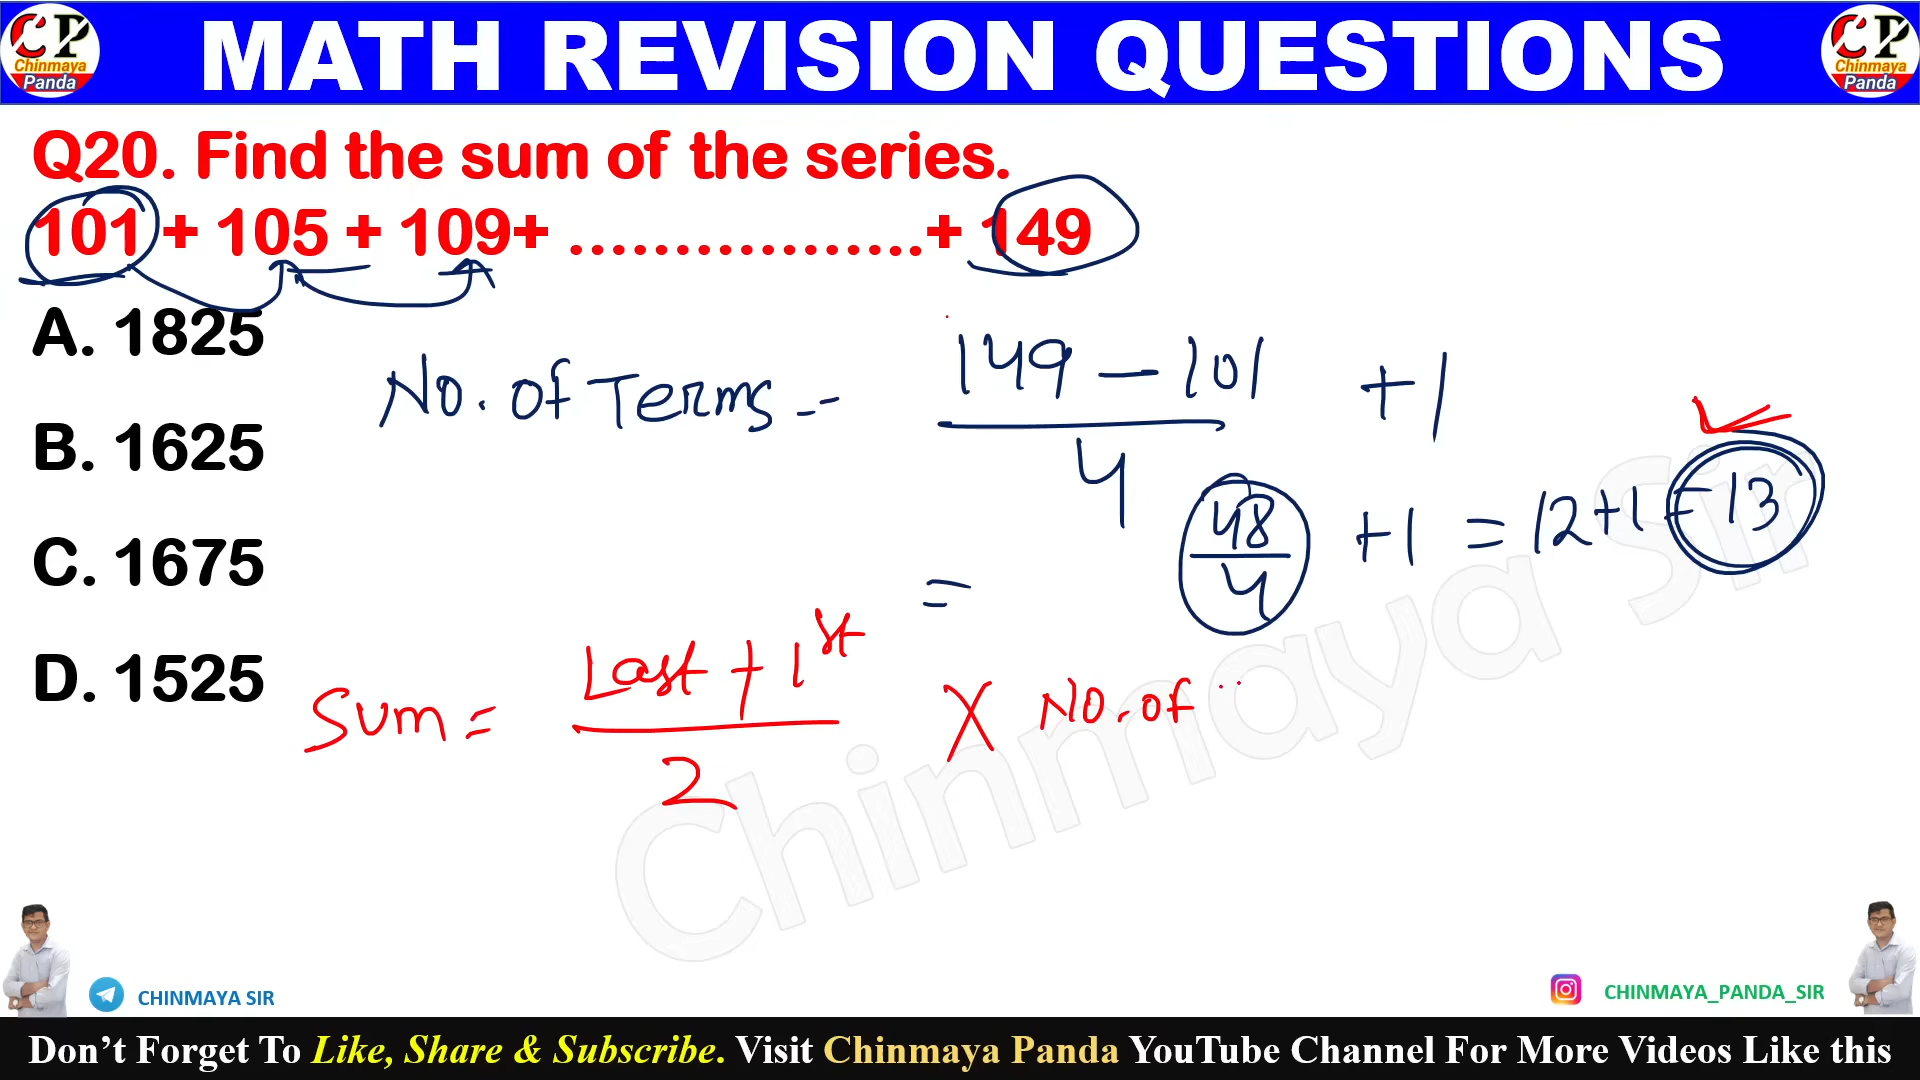 CP MATH REVISION QUESTIONS CP
Chinmaya Chinmaya
Panda Panda
Q20. Find the sum of the series.
101 + 105 + 109+ ................+ 149
A. 1825
B. 1625
C. 1675
D. 1525
No. of Terms = 149 - 101 + 1
4
= 48 + 1 = 12 + 1 = 13
4
Sum = Last + 1st X No. of
2
Chinmaya Sir
CHINMAYA SIR
CHINMAYA_PANDA_SIR
Don’t Forget To Like, Share & Subscribe. Visit Chinmaya Panda YouTube Channel For More Videos Like this